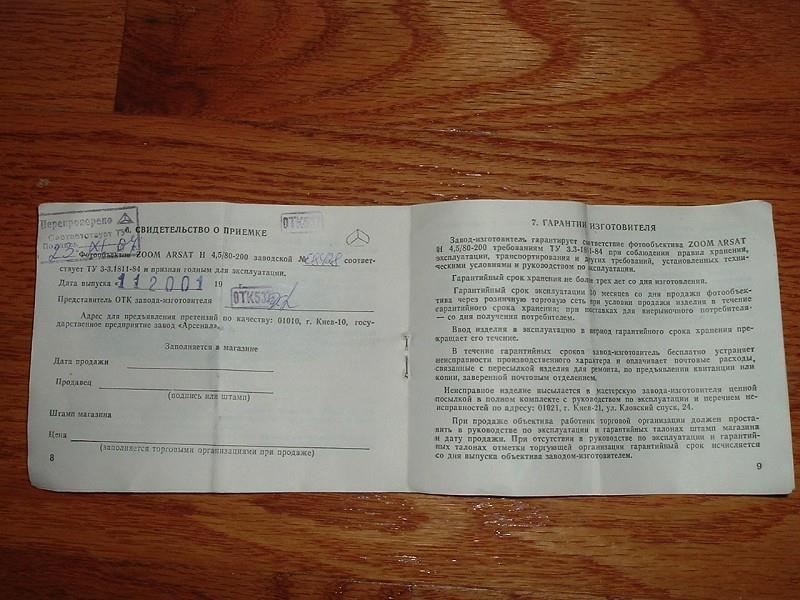 Перепроверено
Соответствует ТУ
23 XI 07
6. СВИДЕТЕЛЬСТВО О ПРИЕМКЕ
ОТК
Фотообъектив ZOOM ARSAT Н 4,5/80-200 заводской № соответ-
ствует ТУ 3-3.1811-84 и признан годным для эксплуатации.
Дата выпуска 112001 19
Представитель ОТК завода-изготовителя
Адрес для предъявления претензий по качеству: 01010, г. Киев-10, госу-
дарственное предприятие завод «Арсенал».
Заполняется в магазине
Дата продажи
Продавец
(подпись или штамп)
Штамп магазина
Цена
(заполняется торговыми организациями при продаже)
8
7. ГАРАНТИИ ИЗГОТОВИТЕЛЯ
Завод-изготовитель гарантирует соответствие фотообъектива ZOOM ARSAT
Н 4,5/80-200 требованиям ТУ 3.3-1811-84 при соблюдении правил хранения,
эксплуатации, транспортирования и других требований, установленных техни-
ческими условиями и руководством по эксплуатации.
Гарантийный срок хранения не более трех лет со дня изготовления.
Гарантийный срок эксплуатации месяцев со дня продажи фотообъек-
тива через розничную торговую сеть при условии продажи изделия в течение
гарантийного срока хранения; при поставках для внерыночного потребителя-
— со дня получения потребителем.
Ввод изделия в эксплуатацию в период гарантийного срока хранения пре-
кращает его течение.
В течение гарантийных сроков завод-изготовитель бесплатно устраняет
неисправности производственного характера и оплачивает почтовые расходы,
связанные с пересылкой изделия для ремонта, по предъявлении квитанции или
копии, заверенной почтовым отделением.
Неисправное изделие высылается в мастерскую завода-изготовителя ценной
посылкой в полном комплекте с руководством по эксплуатации и перечнем не-
исправностей по адресу: 01021, г. Киев-21, ул. Кловский спуск, 24.
При продаже объектива работник торговой организации должен проста-
вить в руководстве по эксплуатации и гарантийных талонах штамп магазина
и дату продажи. При отсутствии в руководстве по эксплуатации и гарантий-
ных талонах отметки торгующей организации гарантийный срок исчисляется
со дня выпуска объектива заводом-изготовителем.
9